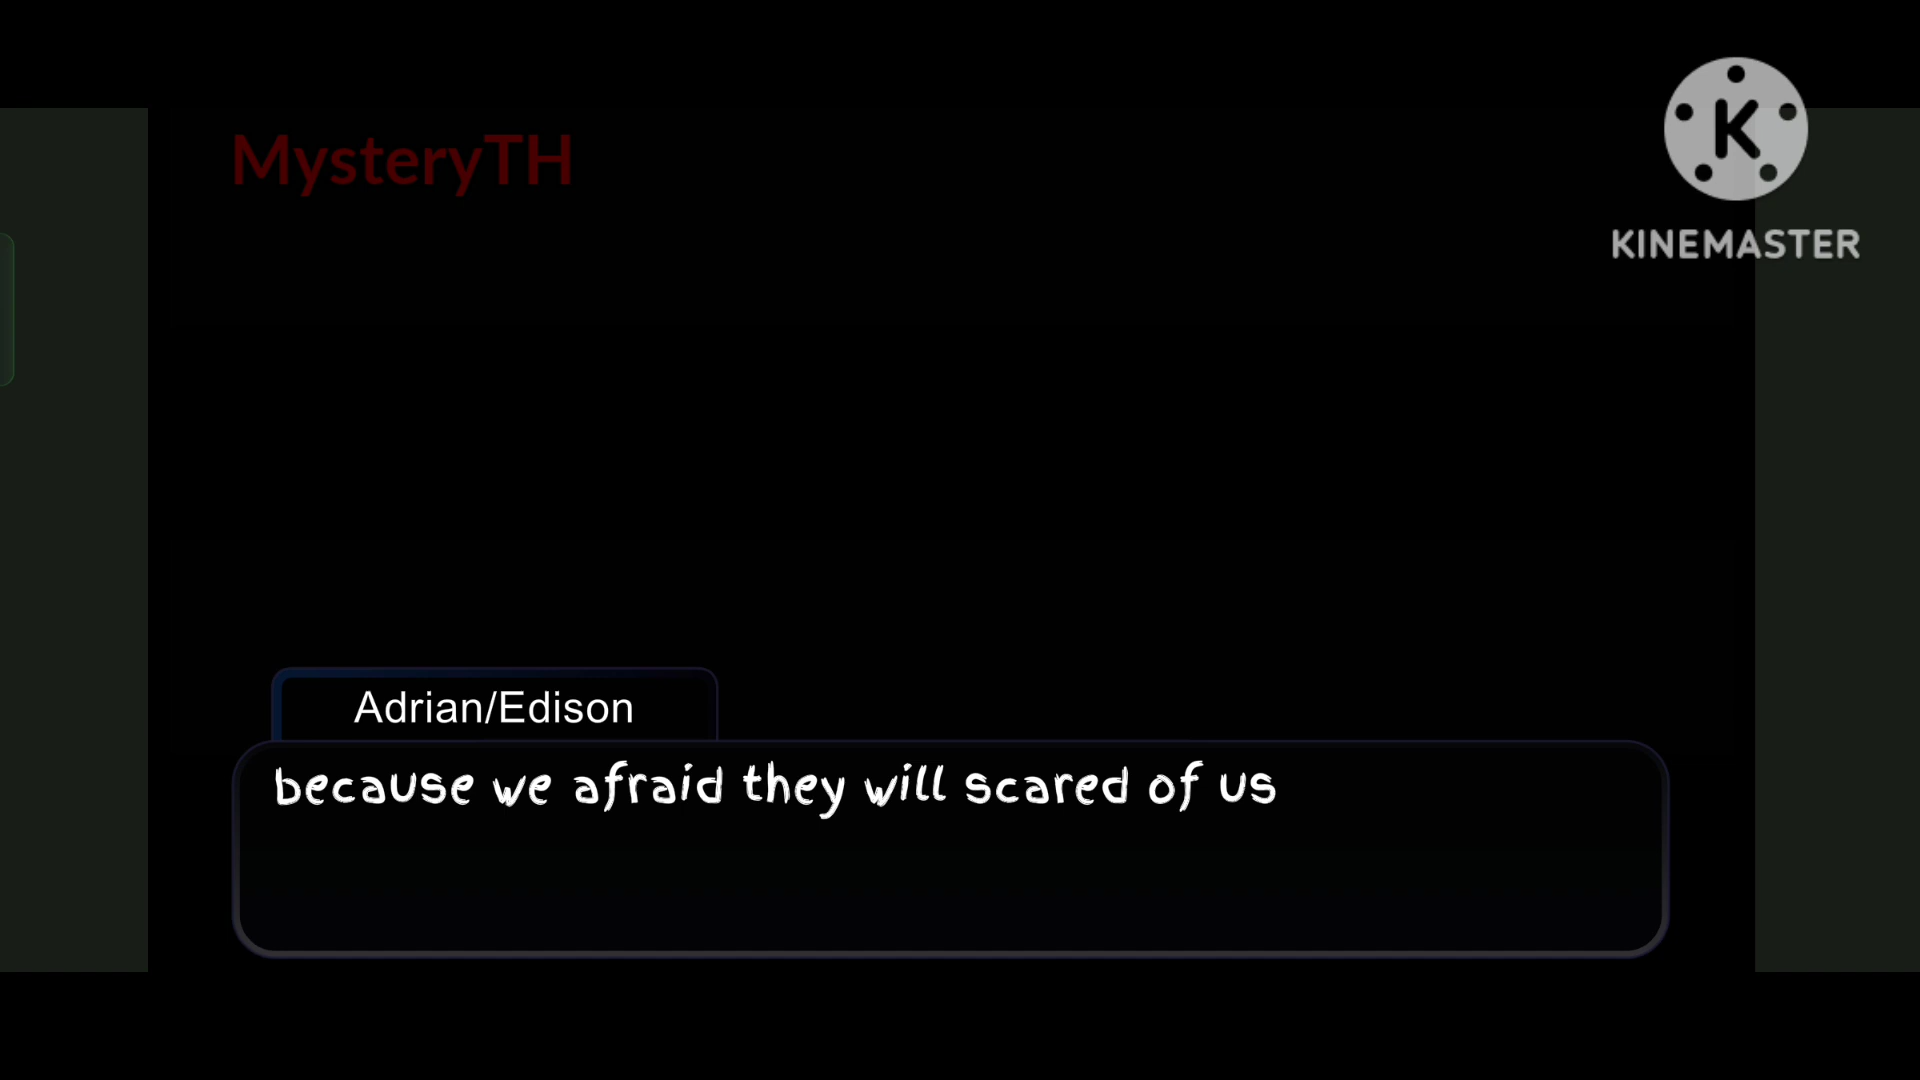 MysteryTH
K
KINEMASTER
Adrian/Edison
because we afraid they will scared of us